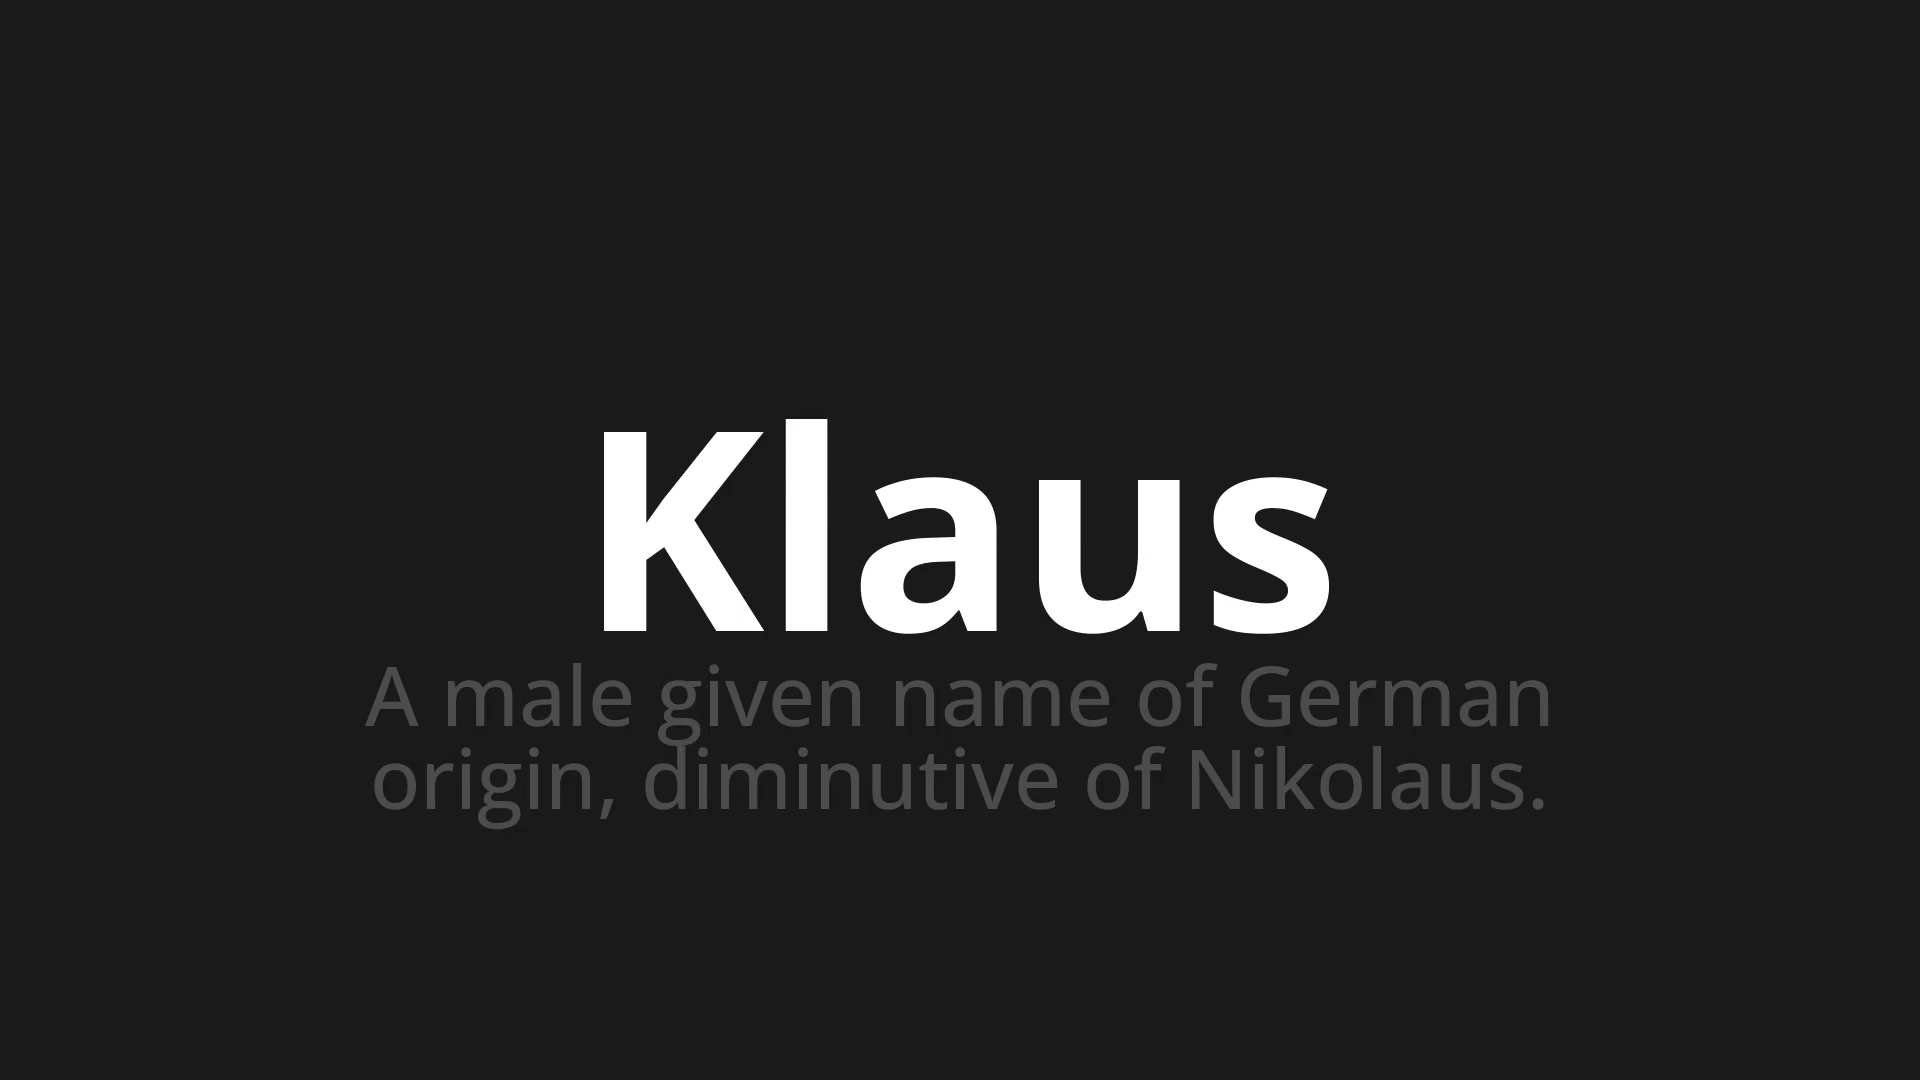 Klaus
A male given name of German
origin, diminutive of Nikolaus.